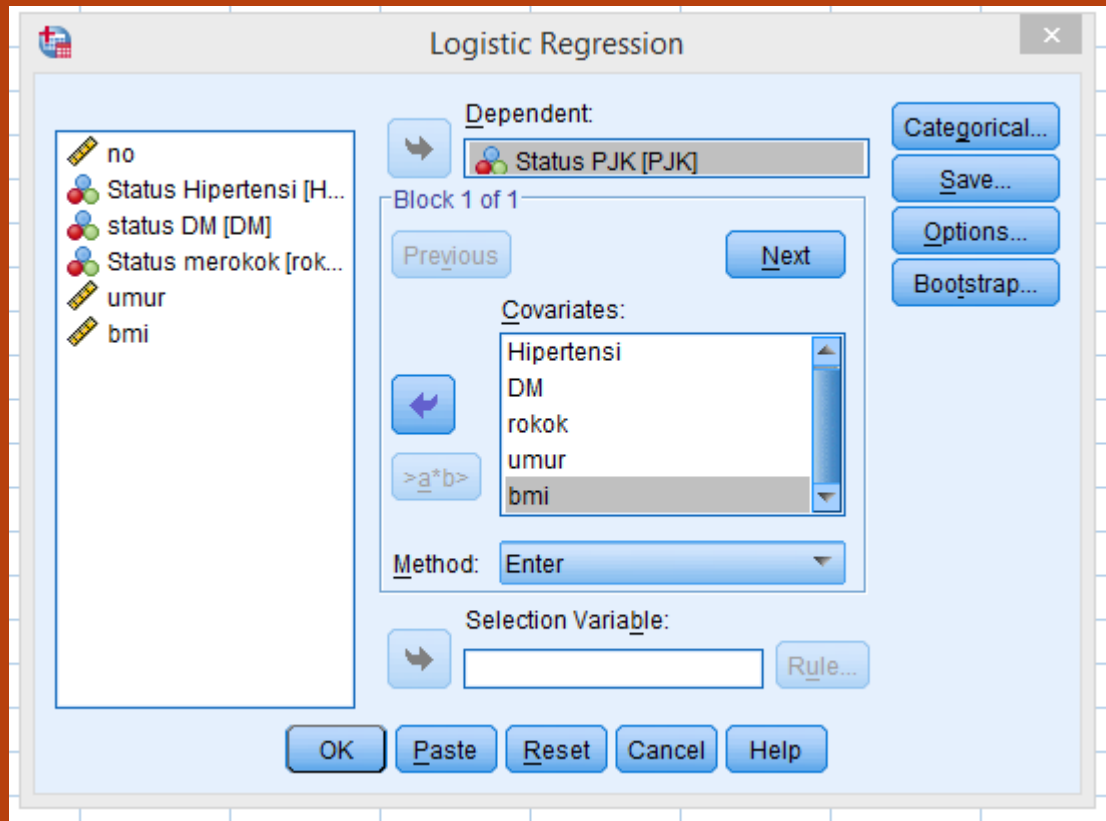 Logistic Regression
no
Status Hipertensi [H...
status DM [DM]
Status merokok [rok...
umur
bmi
Dependent:
Status PJK [PJK]
Block 1 of 1
Previous
Next
Covariates:
Hipertensi
DM
rokok
umur
bmi
>a*b>
Method: Enter
Selection Variable:
Rule...
Categorical...
Save...
Options...
Bootstrap...
OK Paste Reset Cancel Help